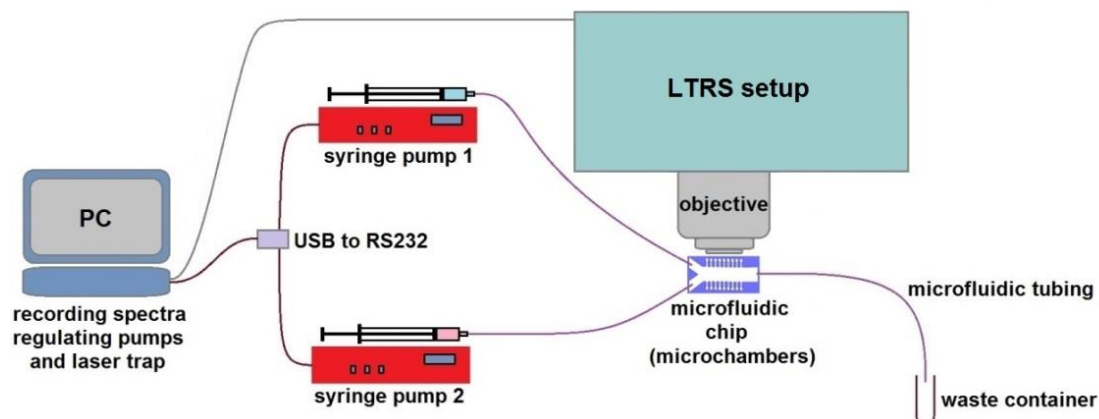 LTRS setup
syringe pump 1
objective
PC
USB to RS232
recording spectra
regulating pumps
and laser trap
microfluidic tubing
microfluidic
chip
(microchambers)
syringe pump 2
waste container